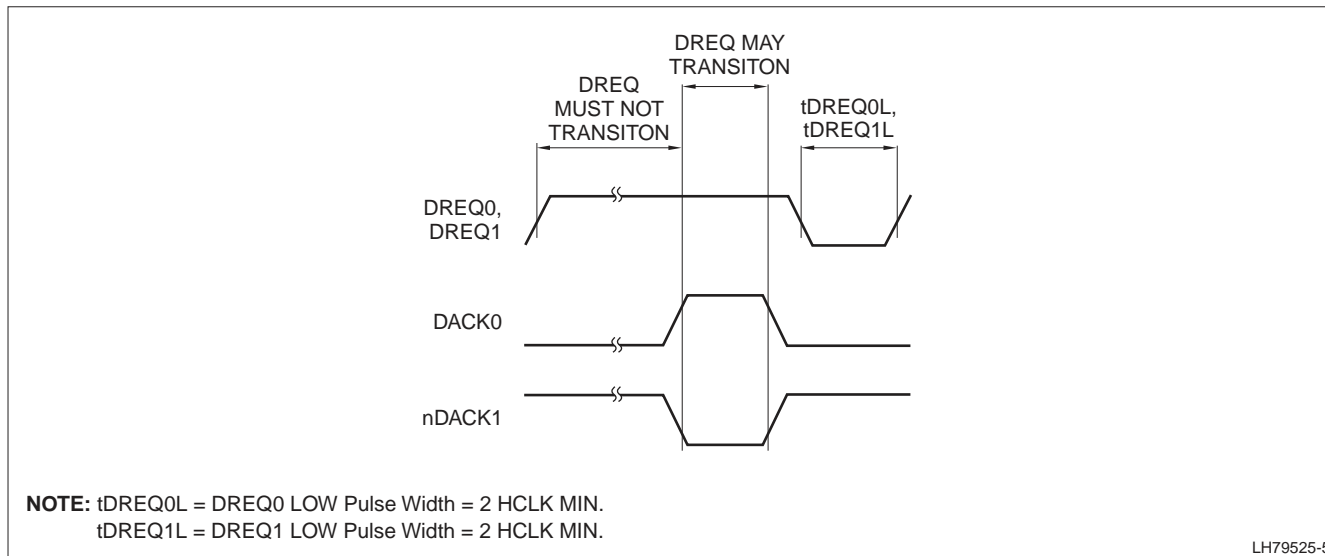 DREQ MAY
TRANSITON
DREQ
MUST NOT
TRANSITON
tDREQ0L,
tDREQ1L
DREQ0,
DREQ1
DACK0
nDACK1
NOTE: tDREQ0L = DREQ0 LOW Pulse Width = 2 HCLK MIN.
tDREQ1L = DREQ1 LOW Pulse Width = 2 HCLK MIN.